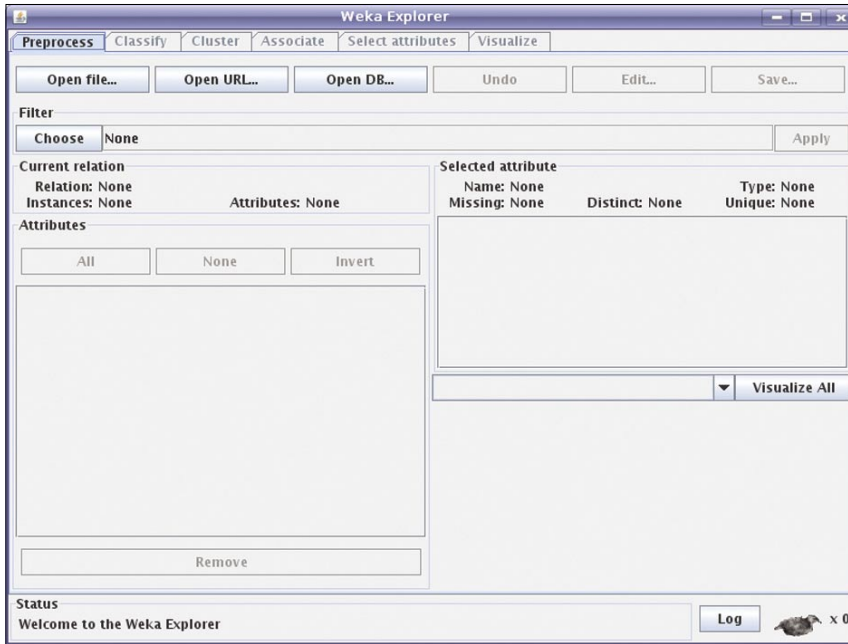 Weka Explorer
Preprocess Classify Cluster Associate Select attributes Visualize
Open file... Open URL... Open DB... Undo Edit... Save...
Filter
Choose None Apply
Current relation
Relation: None
Instances: None Attributes: None
Selected attribute
Name: None Type: None
Missing: None Distinct: None Unique: None
Attributes
All None Invert
Visualize All
Remove
Status
Welcome to the Weka Explorer
Log x 0